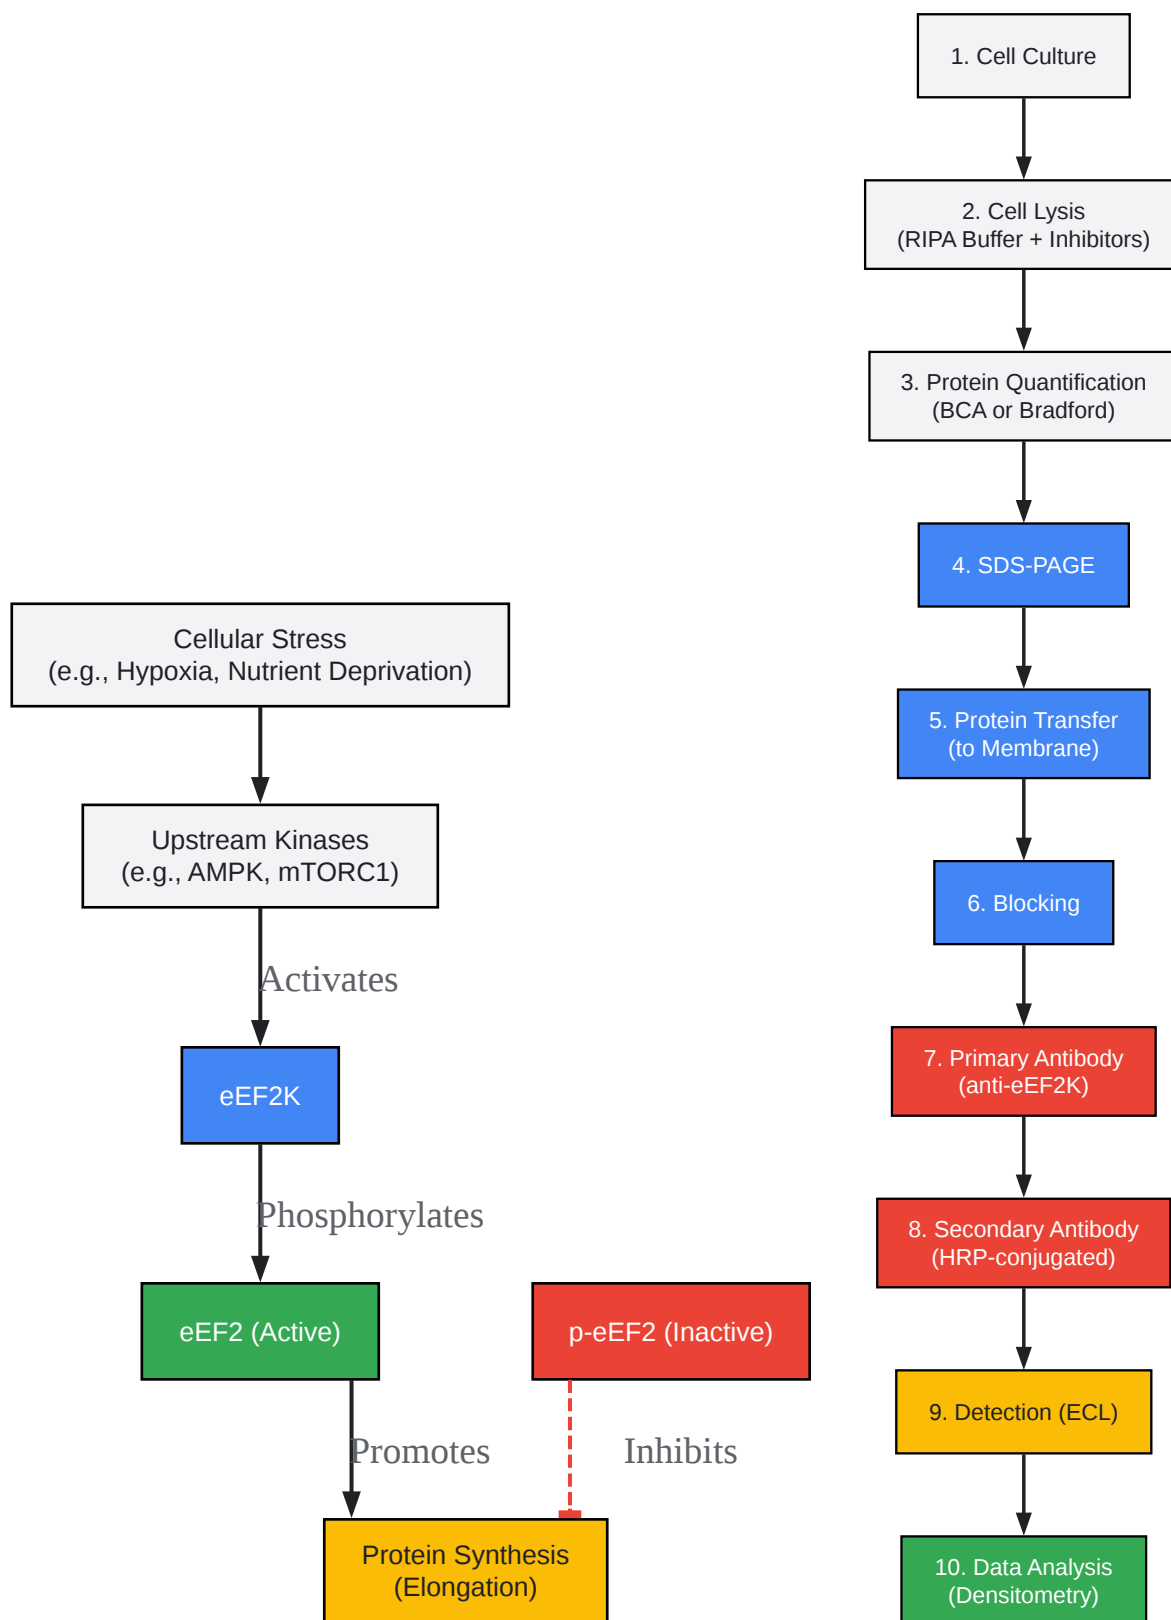 Cellular Stress
(e.g., Hypoxia, Nutrient Deprivation)
Upstream Kinases
(e.g., AMPK, mTORC1)
Activates
eEF2K
Phosphorylates
eEF2 (Active)
p-eEF2 (Inactive)
Promotes
Inhibits
Protein Synthesis
(Elongation)
1. Cell Culture
2. Cell Lysis
(RIPA Buffer + Inhibitors)
3. Protein Quantification
(BCA or Bradford)
4. SDS-PAGE
5. Protein Transfer
(to Membrane)
6. Blocking
7. Primary Antibody
(anti-eEF2K)
8. Secondary Antibody
(HRP-conjugated)
9. Detection (ECL)
10. Data Analysis
(Densitometry)